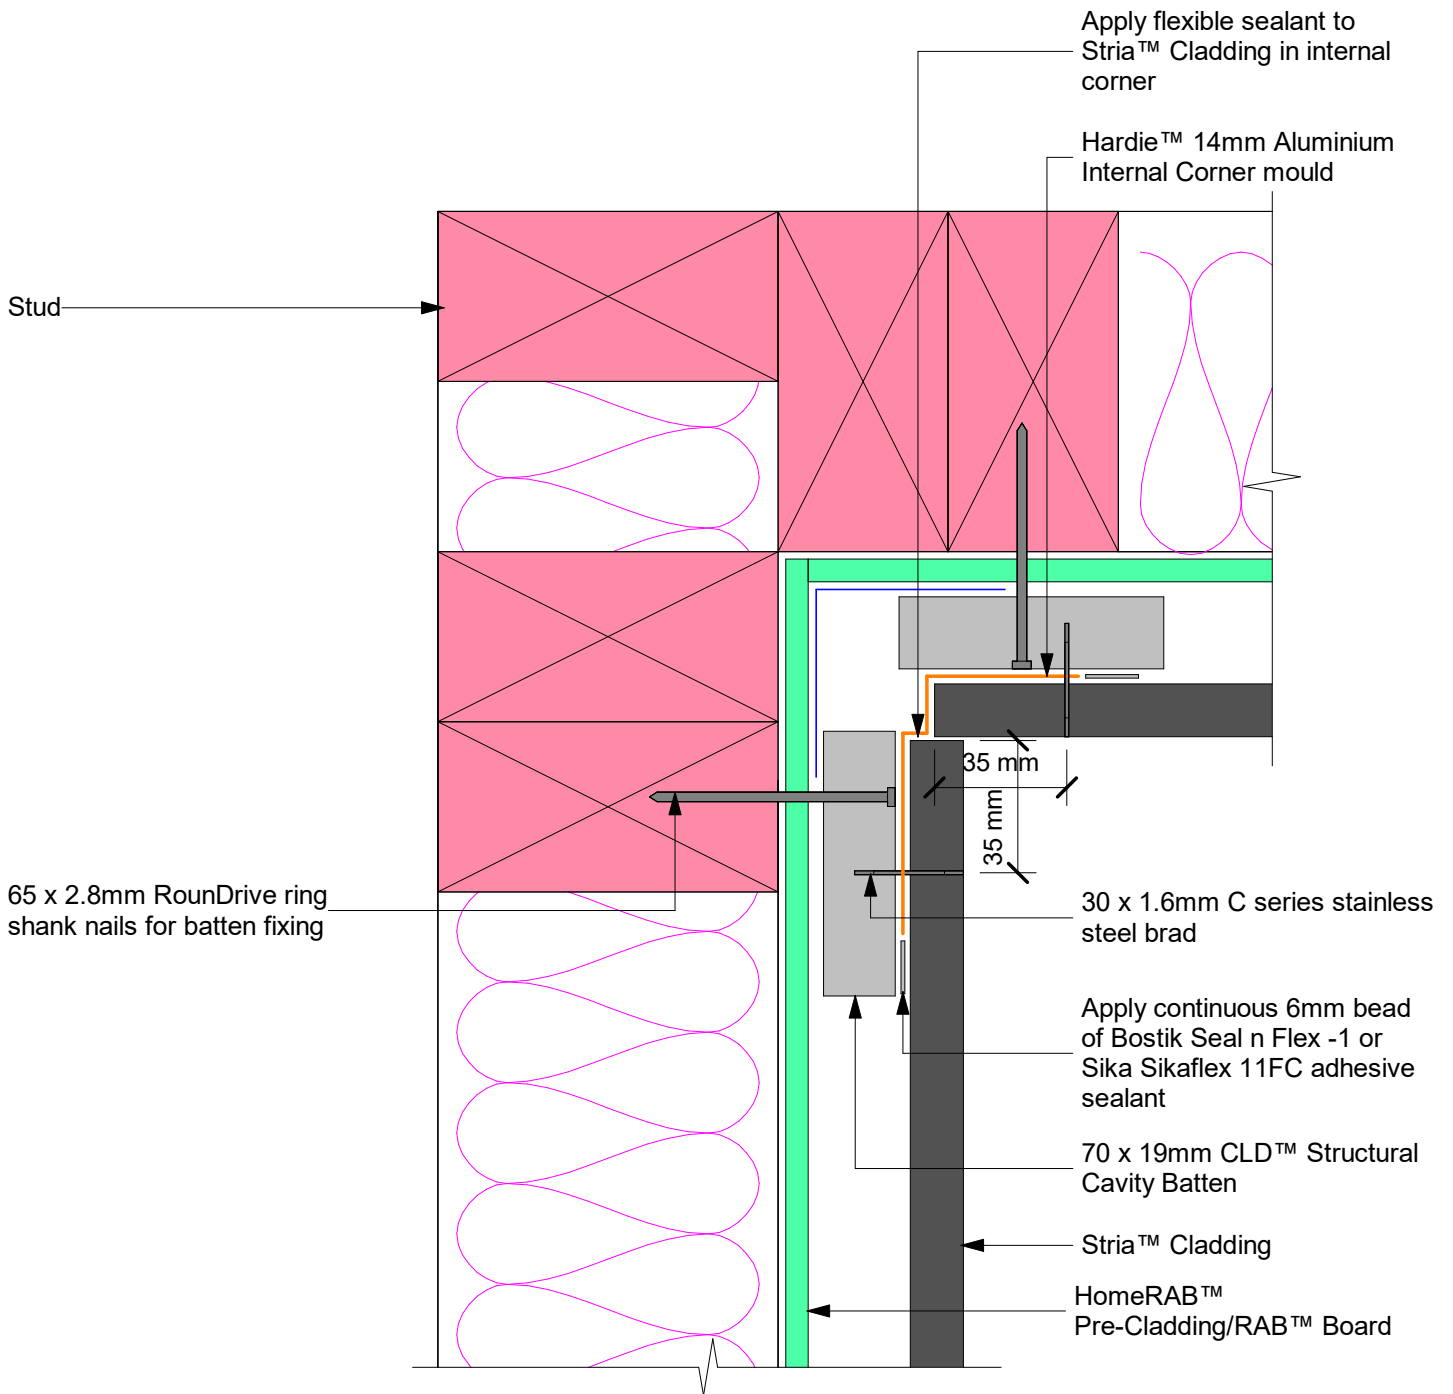 Apply flexible sealant to
Stria™ Cladding in internal
corner
Hardie™ 14mm Aluminium
Internal Corner mould
Stud
35 mm
35 mm
65 x 2.8mm RounDrive ring
shank nails for batten fixing
30 x 1.6mm C series stainless
steel brad
Apply continuous 6mm bead
of Bostik Seal n Flex -1 or
Sika Sikaflex 11FC adhesive
sealant
70 x 19mm CLD™ Structural
Cavity Batten
Stria™ Cladding
HomeRAB™
Pre-Cladding/RAB™ Board